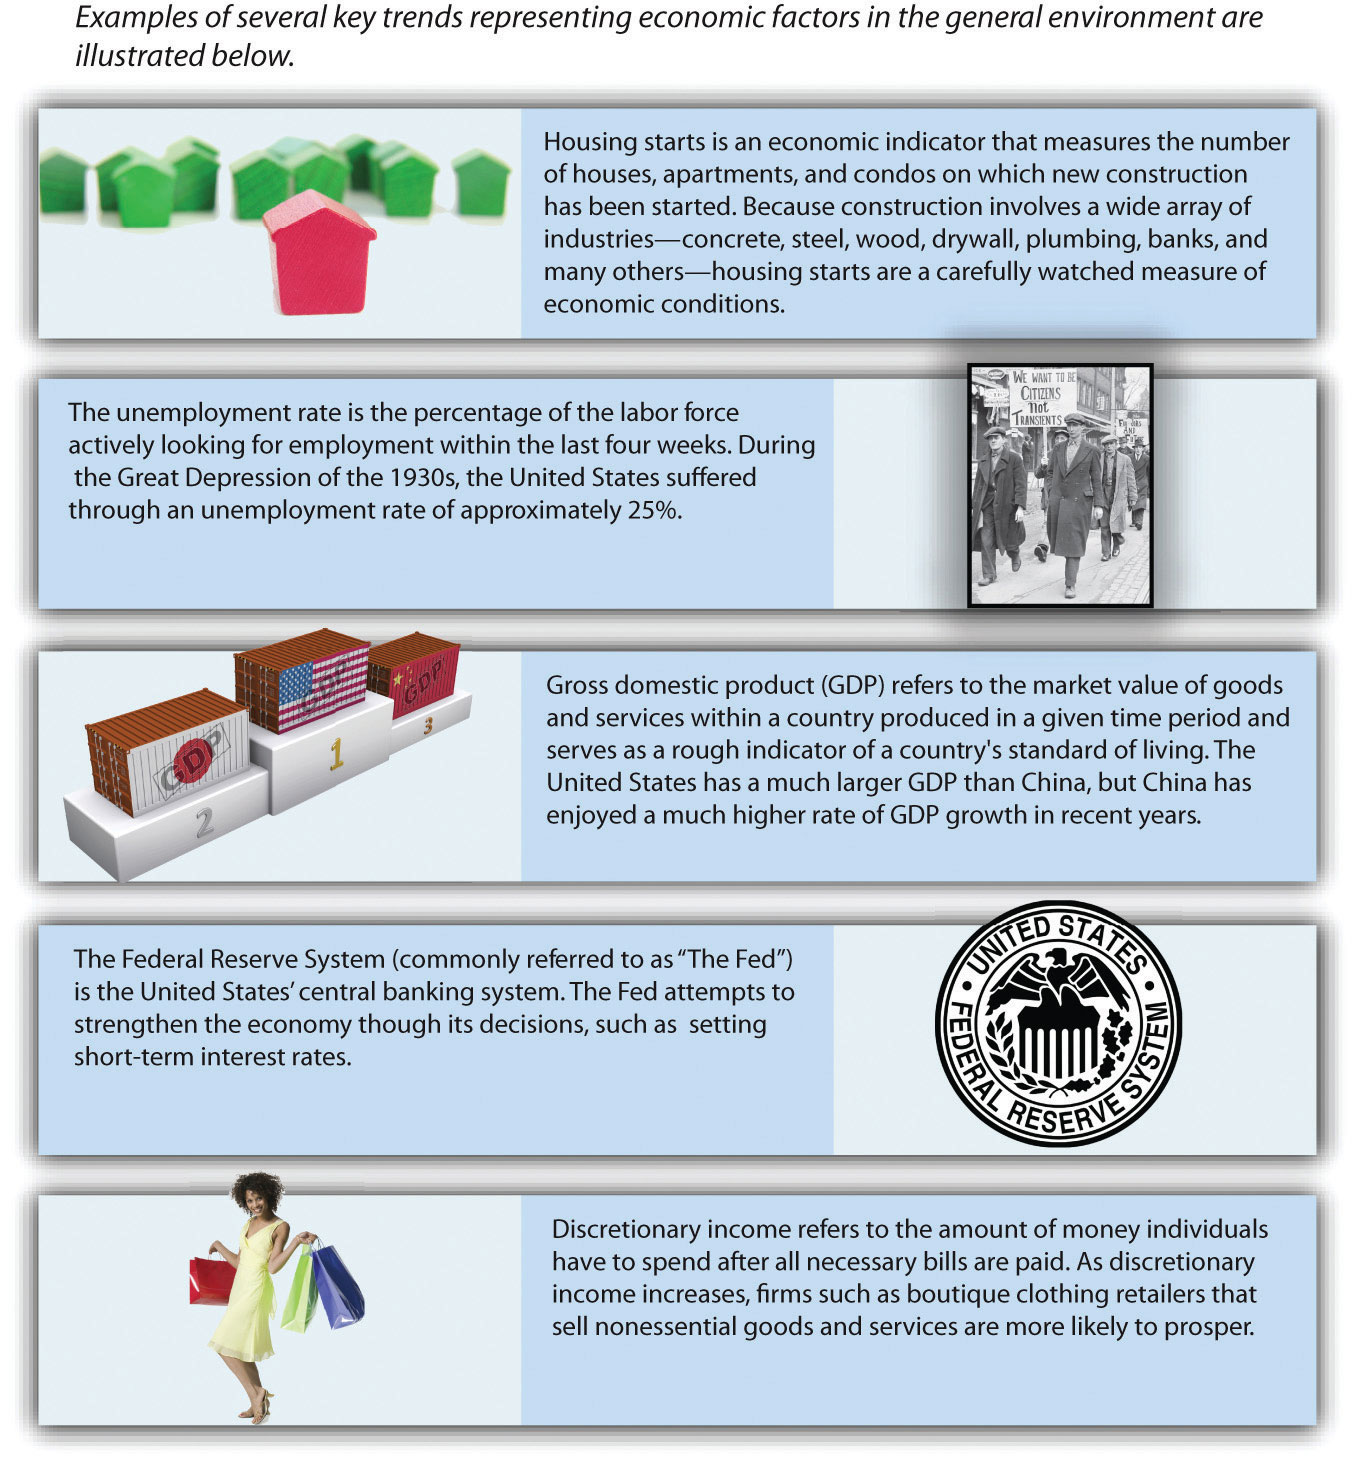 Examples of several key trends representing economic factors in the general environment are
illustrated below.
Housing starts is an economic indicator that measures the number
of houses, apartments, and condos on which new construction
has been started. Because construction involves a wide array of
industries—concrete, steel, wood, drywall, plumbing, banks, and
many others—housing starts are a carefully watched measure of
economic conditions.
The unemployment rate is the percentage of the labor force
actively looking for employment within the last four weeks. During
the Great Depression of the 1930s, the United States suffered
through an unemployment rate of approximately 25%.
WE WANT TO BE
CITIZENS
Not
TRANSIENTS
GDP
GDP
GDP
1
2
3
Gross domestic product (GDP) refers to the market value of goods
and services within a country produced in a given time period and
serves as a rough indicator of a country's standard of living. The
United States has a much larger GDP than China, but China has
enjoyed a much higher rate of GDP growth in recent years.
The Federal Reserve System (commonly referred to as “The Fed”)
is the United States’ central banking system. The Fed attempts to
strengthen the economy though its decisions, such as setting
short-term interest rates.
UNITED STATES
FEDERAL RESERVE SYSTEM
Discretionary income refers to the amount of money individuals
have to spend after all necessary bills are paid. As discretionary
income increases, firms such as boutique clothing retailers that
sell nonessential goods and services are more likely to prosper.